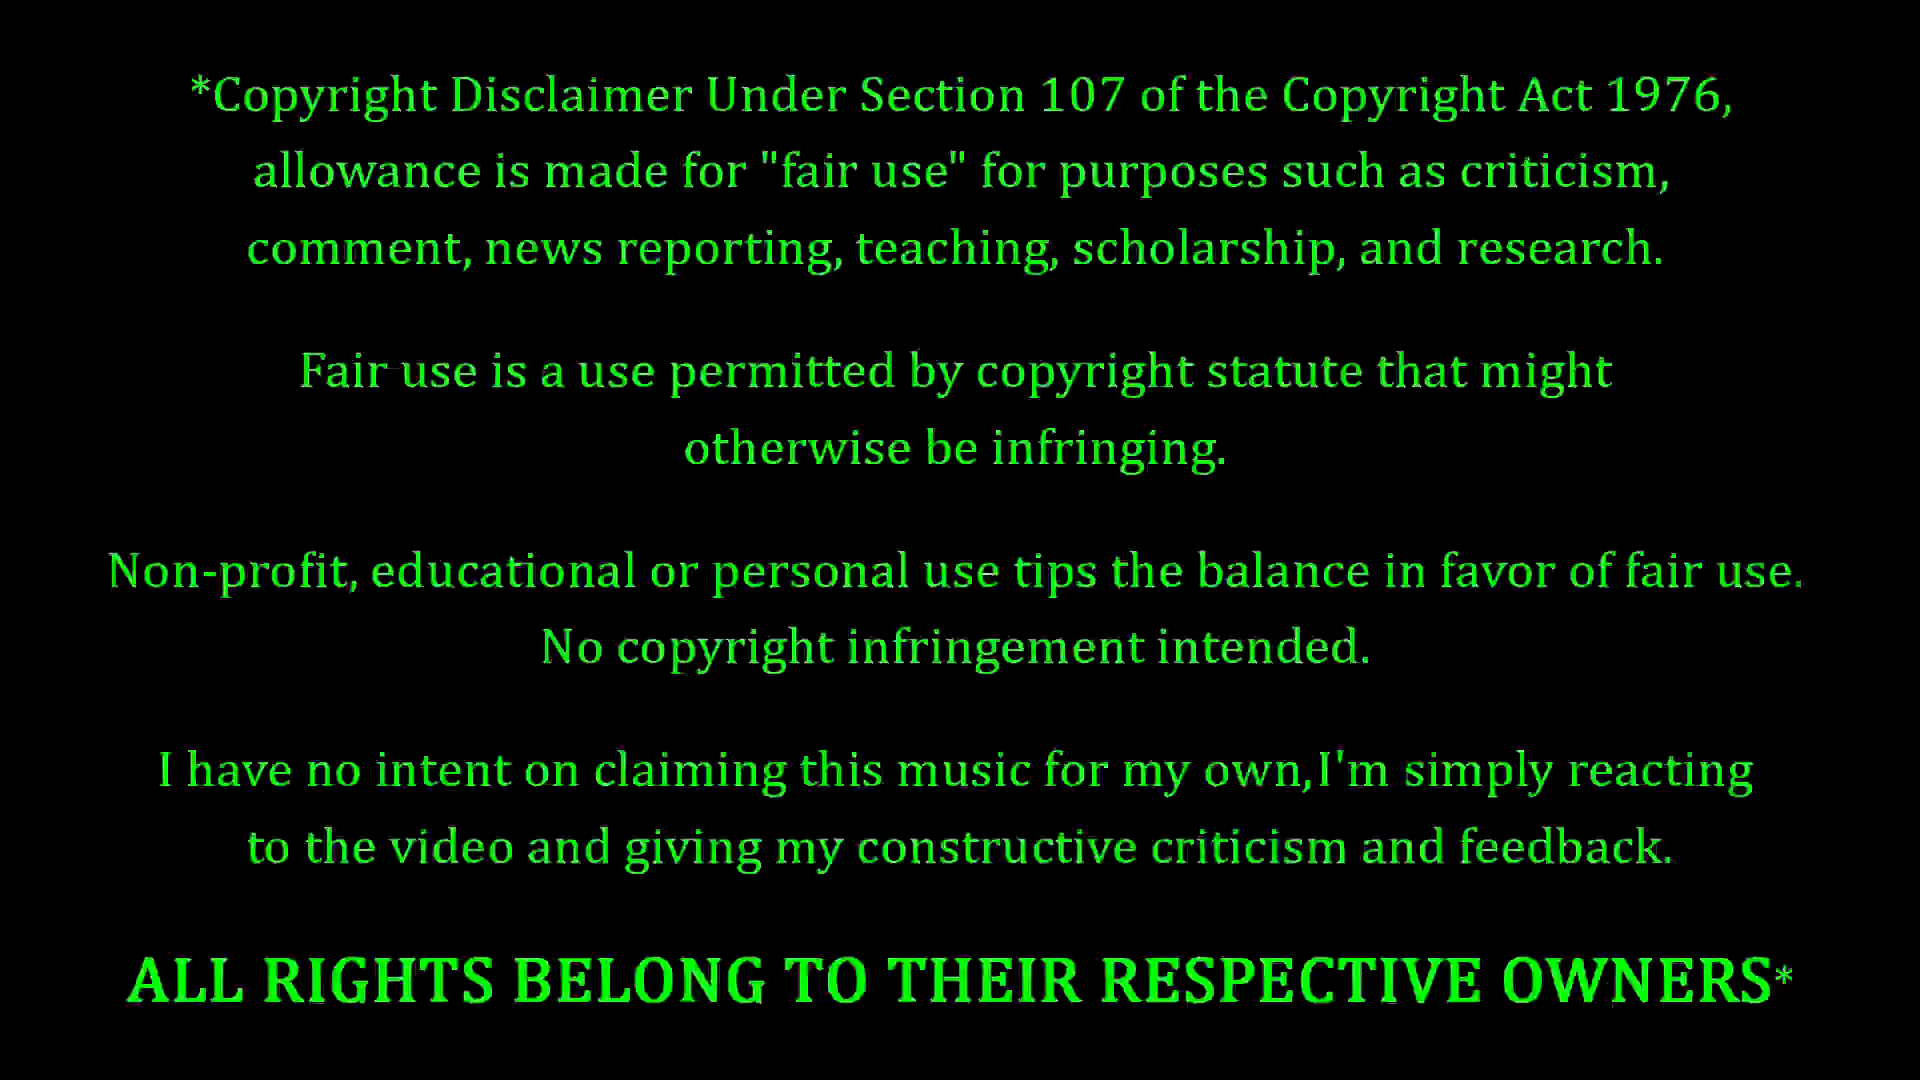 *Copyright Disclaimer Under Section 107 of the Copyright Act 1976,
allowance is made for "fair use" for purposes such as criticism,
comment, news reporting, teaching, scholarship, and research.
Fair use is a use permitted by copyright statute that might
otherwise be infringing.
Non-profit, educational or personal use tips the balance in favor of fair use.
No copyright infringement intended.
I have no intent on claiming this music for my own,I'm simply reacting
to the video and giving my constructive criticism and feedback.
ALL RIGHTS BELONG TO THEIR RESPECTIVE OWNERS*